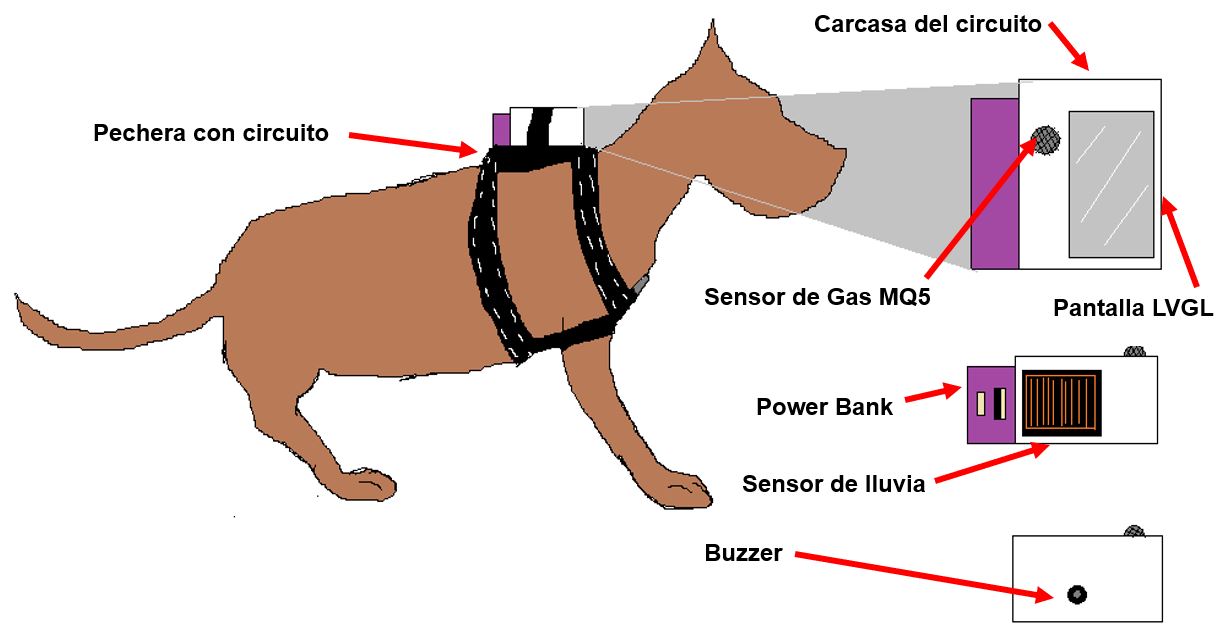 Carcasa del circuito
Pechera con circuito
Sensor de Gas MQ5
Pantalla LVGL
Power Bank
Sensor de lluvia
Buzzer